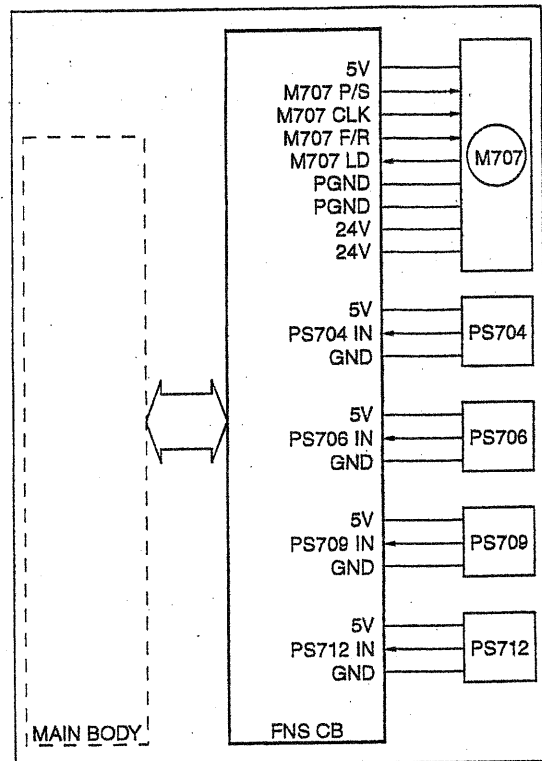 5V
M707 P/S
M707 CLK
M707 F/R
M707 LD
PGND
PGND
24V
24V
M707
5V
PS704 IN
GND
PS704
5V
PS706 IN
GND
PS706
5V
PS709 IN
GND
PS709
5V
PS712 IN
GND
PS712
MAIN BODY
FNS CB